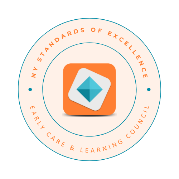 NY STANDARDS OF EXCELLENCE
EARLY CARE & LEARNING COUNCIL